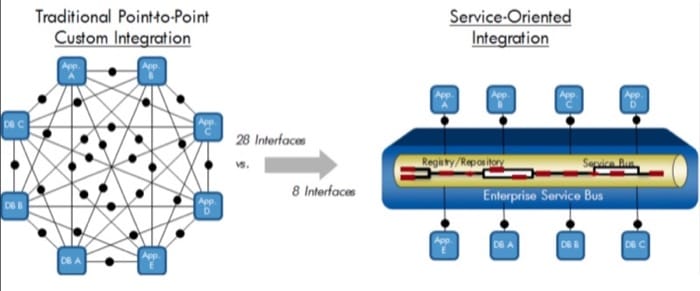 Traditional Point-to-Point
Custom Integration
Service-Oriented
Integration
App.
A
App.
B
DB C
App.
C
DB B
App.
D
DB A
App.
E
28 Interfaces
vs.
8 Interfaces
App.
A
App.
B
App.
C
App.
D
Registry/Repository
Service Bus
Enterprise Service Bus
App.
E
DB A
DB B
DB C